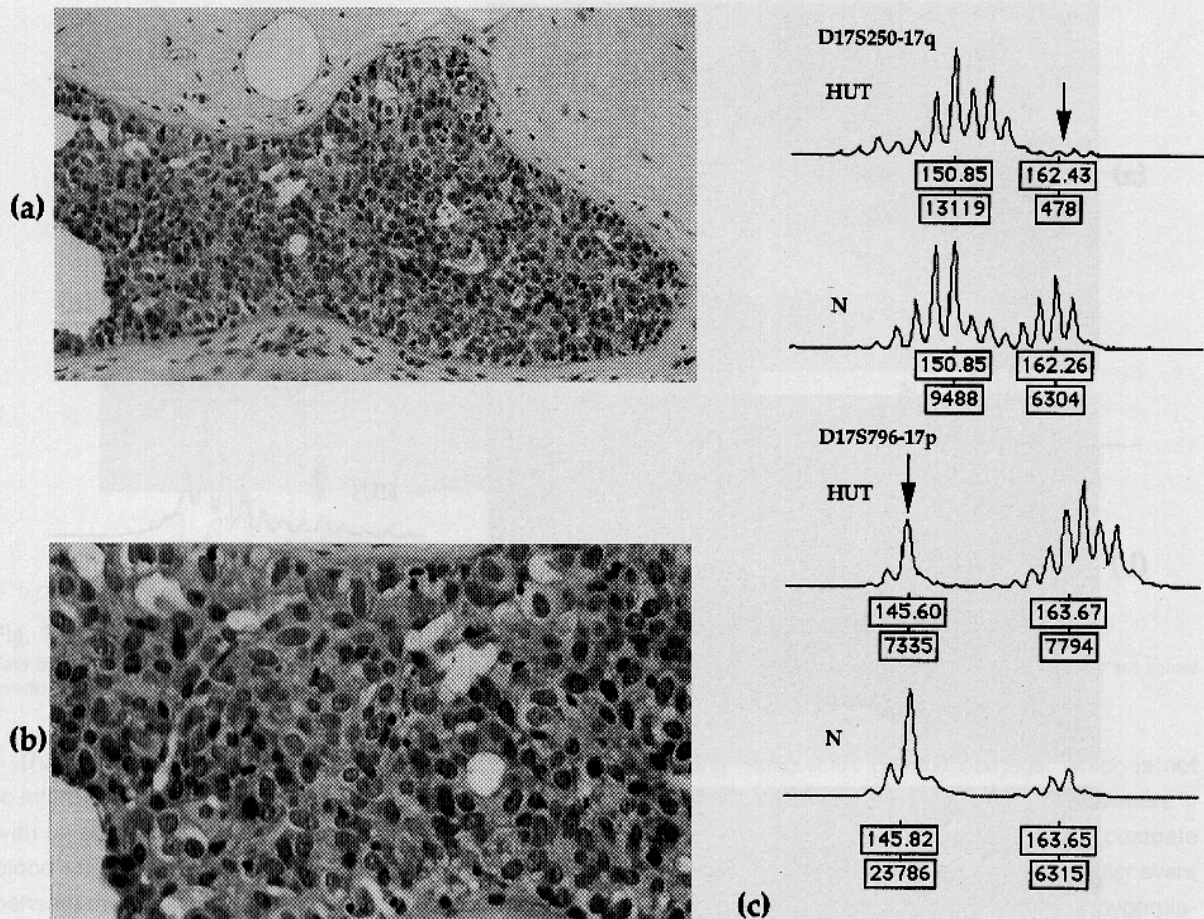 (a)
(b)
D17S250-17q
HUT
150.85 162.43
13119 478
N
150.85 162.26
9488 6304
D17S796-17p
HUT
145.60 163.67
7335 7794
N
145.82 163.65
23786 6315
(c)